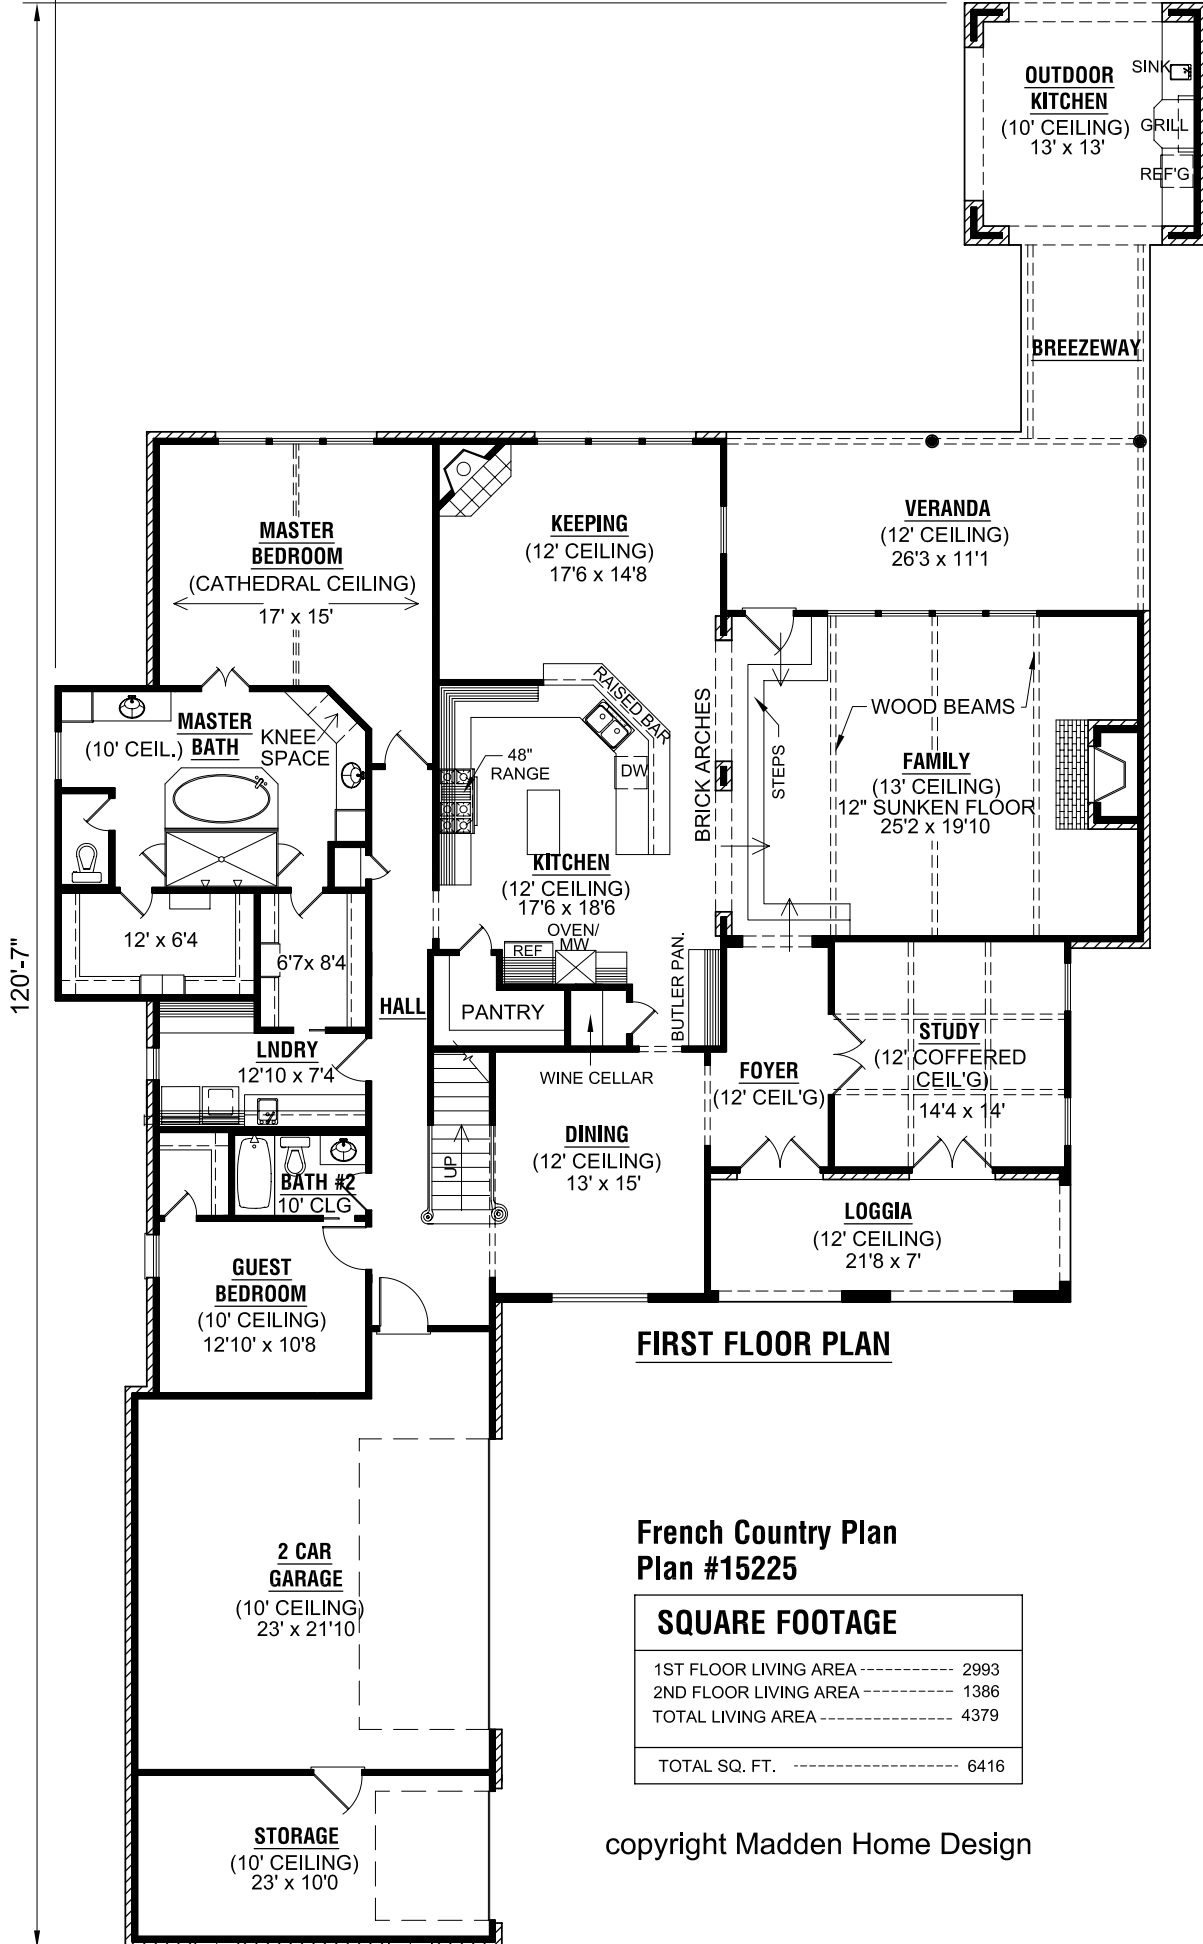 OUTDOOR
KITCHEN
(10' CEILING)
13' x 13'
SINK
GRILL
REF'G
BREEZEWAY
MASTER
BEDROOM
(CATHEDRAL CEILING)
17' x 15'
KEEPING
(12' CEILING)
17'6 x 14'8
VERANDA
(12' CEILING)
26'3 x 11'1
MASTER
BATH
(10' CEIL.)
KNEE
SPACE
RAISED BAR
48"
RANGE
DW
BRICK ARCHES
STEPS
WOOD BEAMS
FAMILY
(13' CEILING)
12" SUNKEN FLOOR
25'2 x 19'10
KITCHEN
(12' CEILING)
17'6 x 18'6
OVEN/
MW
REF
BUTLER PAN.
12' x 6'4
6'7x 8'4
120'-7"
HALL
PANTRY
WINE CELLAR
LNDRY
12'10 x 7'4
FOYER
(12' CEIL'G)
STUDY
(12' COFFERED
CEIL'G)
14'4 x 14'
DINING
(12' CEILING)
13' x 15'
UP
BATH #2
10' CLG
LOGGIA
(12' CEILING)
21'8 x 7'
GUEST
BEDROOM
(10' CEILING)
12'10' x 10'8
FIRST FLOOR PLAN
2 CAR
GARAGE
(10' CEILING)
23' x 21'10
STORAGE
(10' CEILING)
23' x 10'0
French Country Plan
Plan #15225
SQUARE FOOTAGE
1ST FLOOR LIVING AREA ----------- 2993
2ND FLOOR LIVING AREA ----------- 1386
TOTAL LIVING AREA ---------------- 4379
TOTAL SQ. FT. -------------------- 6416
copyright Madden Home Design